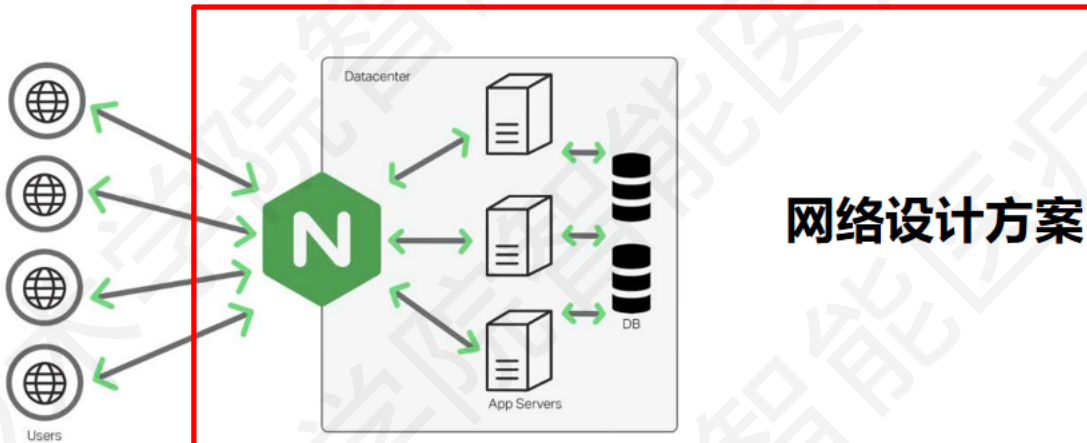 Datacenter
N
网络设计方案
DB
App Servers
Users